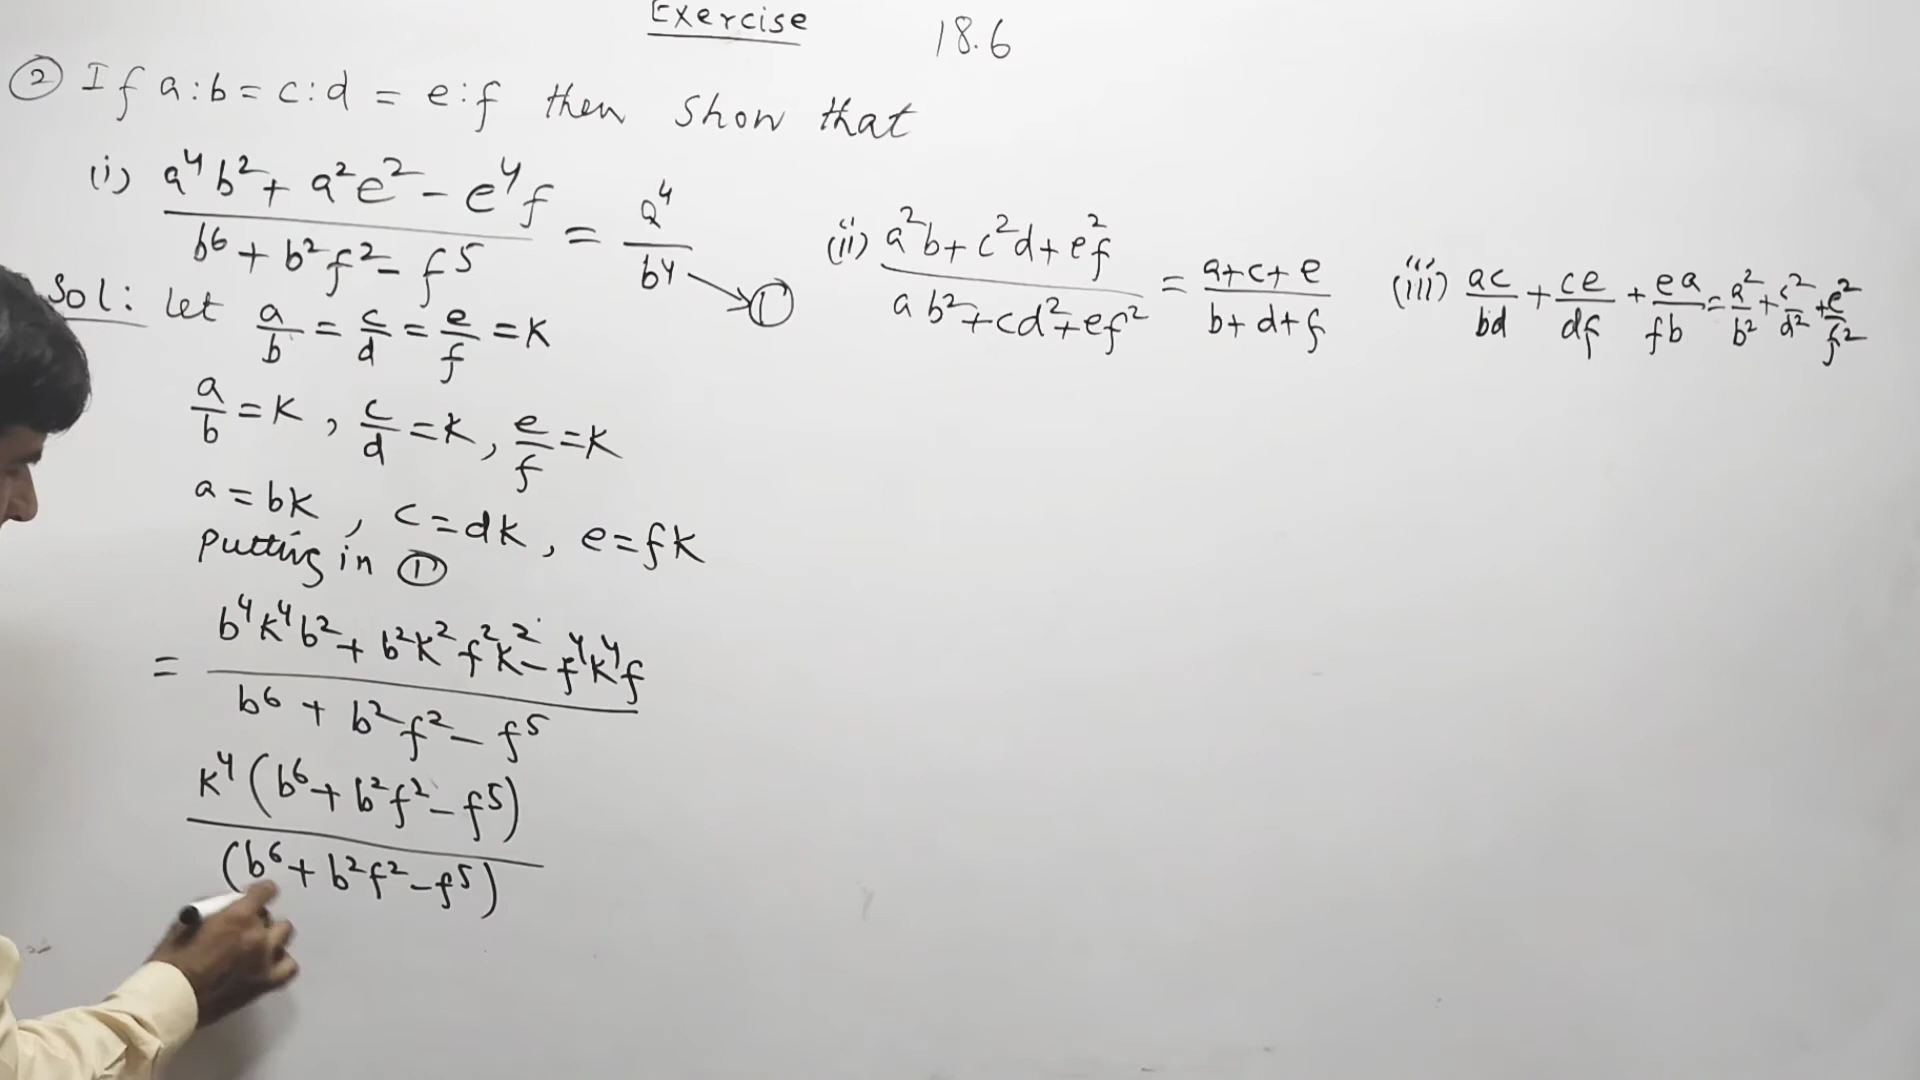 Exercise 18.6
② If a:b = c:d = e:f then Show that
(i) (a⁴b² + a²e² - e⁴f) / (b⁶ + b²f² - f⁵) = a⁴/b⁴ → ①
(ii) (a²b + c²d + e²f) / (ab² + cd² + ef²) = (a+c+e) / (b+d+f)
(iii) ac/bd + ce/df + ea/fb = a²/b² + c²/d² + e²/f²
Sol: let a/b = c/d = e/f = K
a/b = K, c/d = K, e/f = K
a = bK, c = dK, e = fK
Putting in ①
= (b⁴K⁴b² + b²K²f²K² - f⁴K⁴f) / (b⁶ + b²f² - f⁵)
K⁴(b⁶ + b²f² - f⁵) / (b⁶ + b²f² - f⁵)